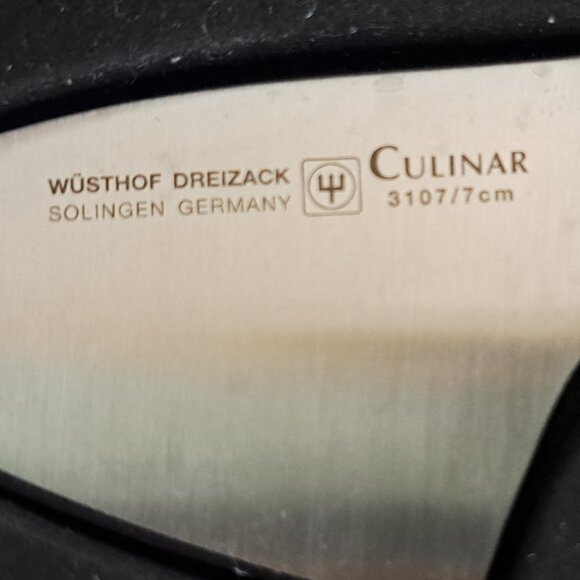 WÜSTHOF DREIZACK
SOLINGEN GERMANY
CULINAR
3107/7cm